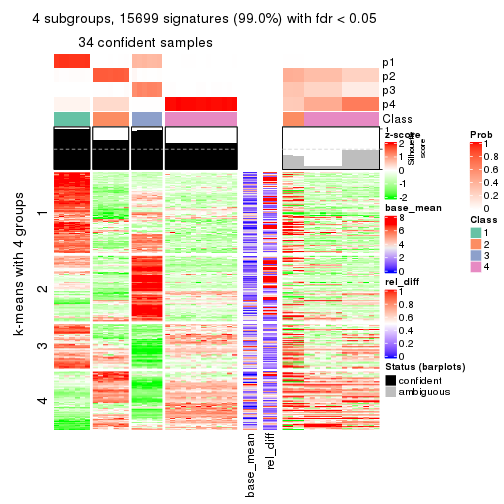 4 subgroups, 15699 signatures (99.0%) with fdr < 0.05
34 confident samples
p1
p2
p3
p4
Class
1
Silhouette
score
k-means with 4 groups
1
2
3
4
base_mean
rel_diff
z-score
2
1
0
-1
-2
base_mean
8
6
4
2
0
rel_diff
1
0.8
0.6
0.4
0.2
0
Status (barplots)
confident
ambiguous
Prob
1
0.8
0.6
0.4
0.2
0
Class
1
2
3
4